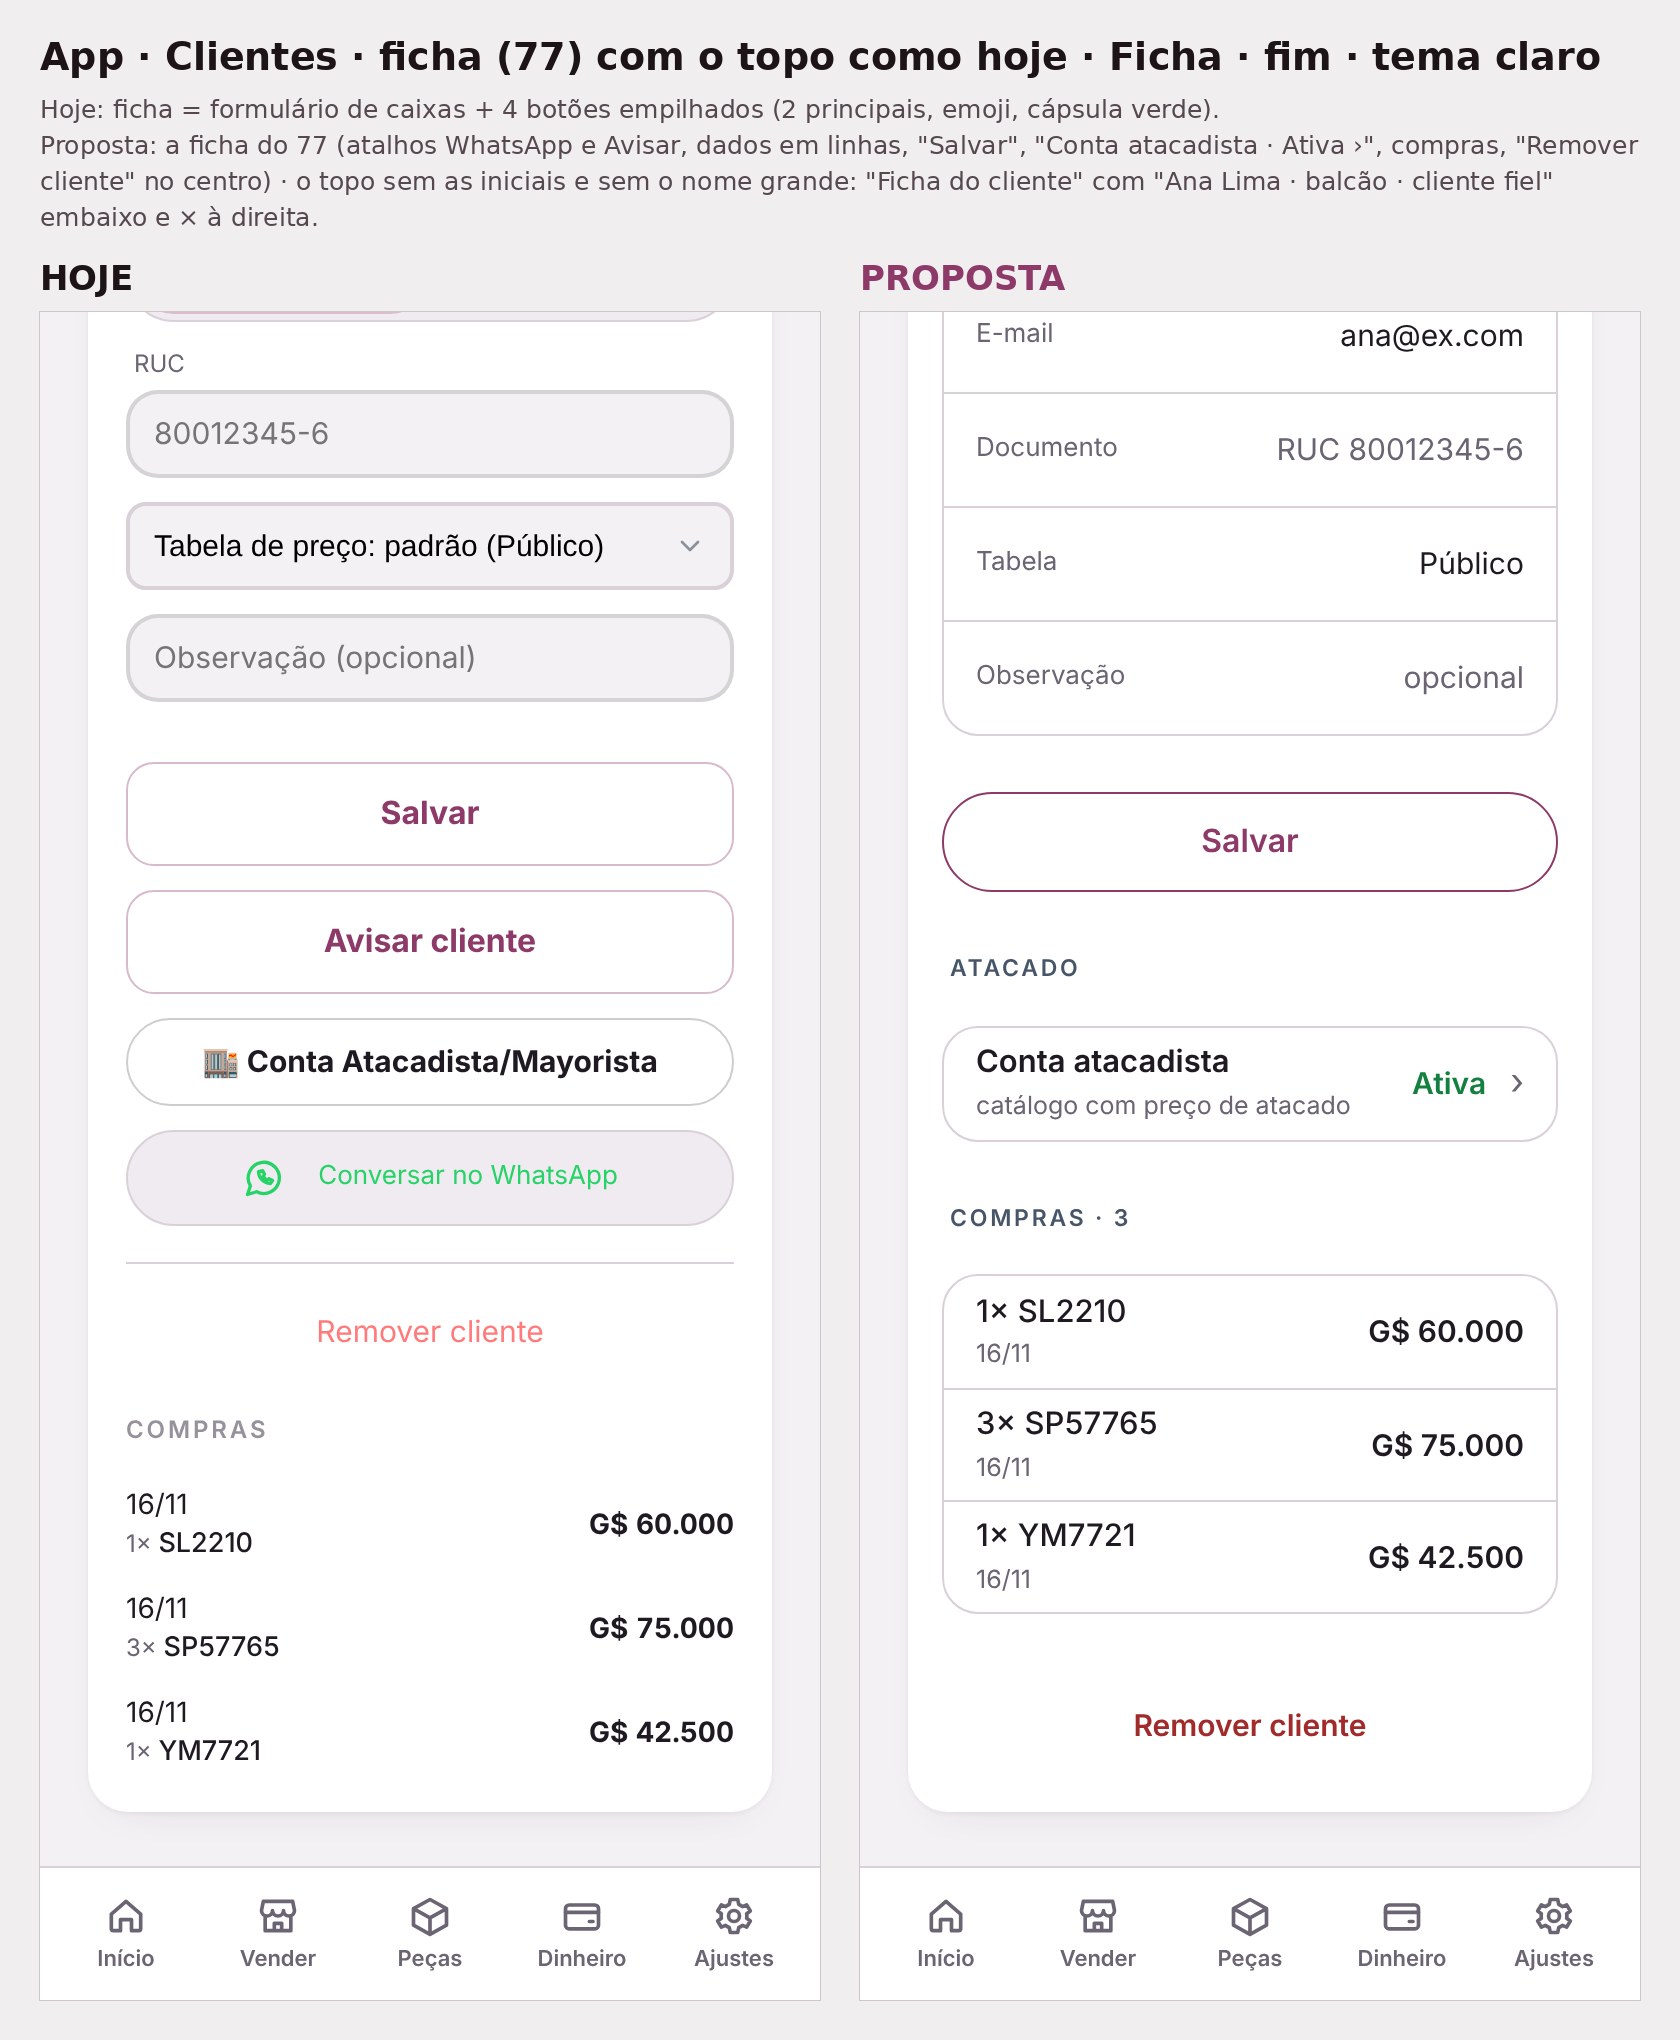 App · Clientes · ficha (77) com o topo como hoje · Ficha · fim · tema claro
Hoje: ficha = formulário de caixas + 4 botões empilhados (2 principais, emoji, cápsula verde).
Proposta: a ficha do 77 (atalhos WhatsApp e Avisar, dados em linhas, "Salvar", "Conta atacadista · Ativa ›", compras, "Remover
cliente" no centro) · o topo sem as iniciais e sem o nome grande: "Ficha do cliente" com "Ana Lima · balcão · cliente fiel"
embaixo e × à direita.
HOJE
RUC
80012345-6
Tabela de preço: padrão (Público)
Observação (opcional)
Salvar
Avisar cliente
Conta Atacadista/Mayorista
Conversar no WhatsApp
Remover cliente
COMPRAS
16/11
1× SL2210
G$ 60.000
16/11
3× SP57765
G$ 75.000
16/11
1× YM7721
G$ 42.500
Início
Vender
Peças
Dinheiro
Ajustes
PROPOSTA
E-mail
ana@ex.com
Documento
RUC 80012345-6
Tabela
Público
Observação
opcional
Salvar
ATACADO
Conta atacadista
catálogo com preço de atacado
Ativa ›
COMPRAS · 3
1× SL2210
16/11
G$ 60.000
3× SP57765
16/11
G$ 75.000
1× YM7721
16/11
G$ 42.500
Remover cliente
Início
Vender
Peças
Dinheiro
Ajustes